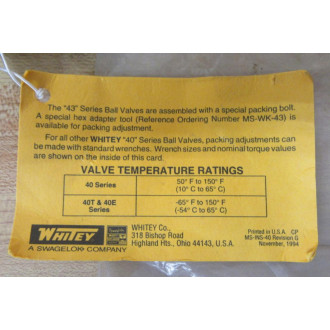 The "43" Series Ball Valves are assembled with a special packing bolt.
A special hex adapter tool (Reference Ordering Number MS-WK-43) is
available for packing adjustment.
For all other WHITEY "40" Series Ball Valves, packing adjustments can
be made with standard wrenches. Wrench sizes and nominal torque values
are shown on the inside of this card.
VALVE TEMPERATURE RATINGS
40 Series
50° F to 150° F
(10° C to 65° C)
40T & 40E
Series
-65° F to 150° F
(-54° C to 65° C)
WHITEY
A SWAGELOK COMPANY
WHITEY Co.,
318 Bishop Road
Highland Hts., Ohio 44143, U.S.A.
Printed in U.S.A. CP
MS-INS-40 Revision G
November, 1994